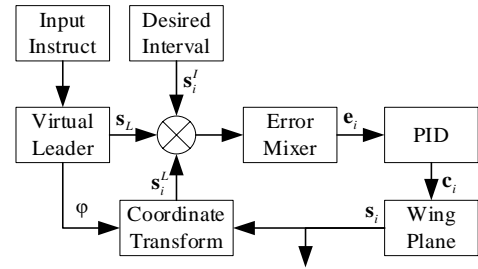 Input
Instruct
Desired
Interval
s_i^I
Virtual
Leader
s_L
Error
Mixer
e_i
PID
s_i^L
c_i
φ
Coordinate
Transform
s_i
Wing
Plane